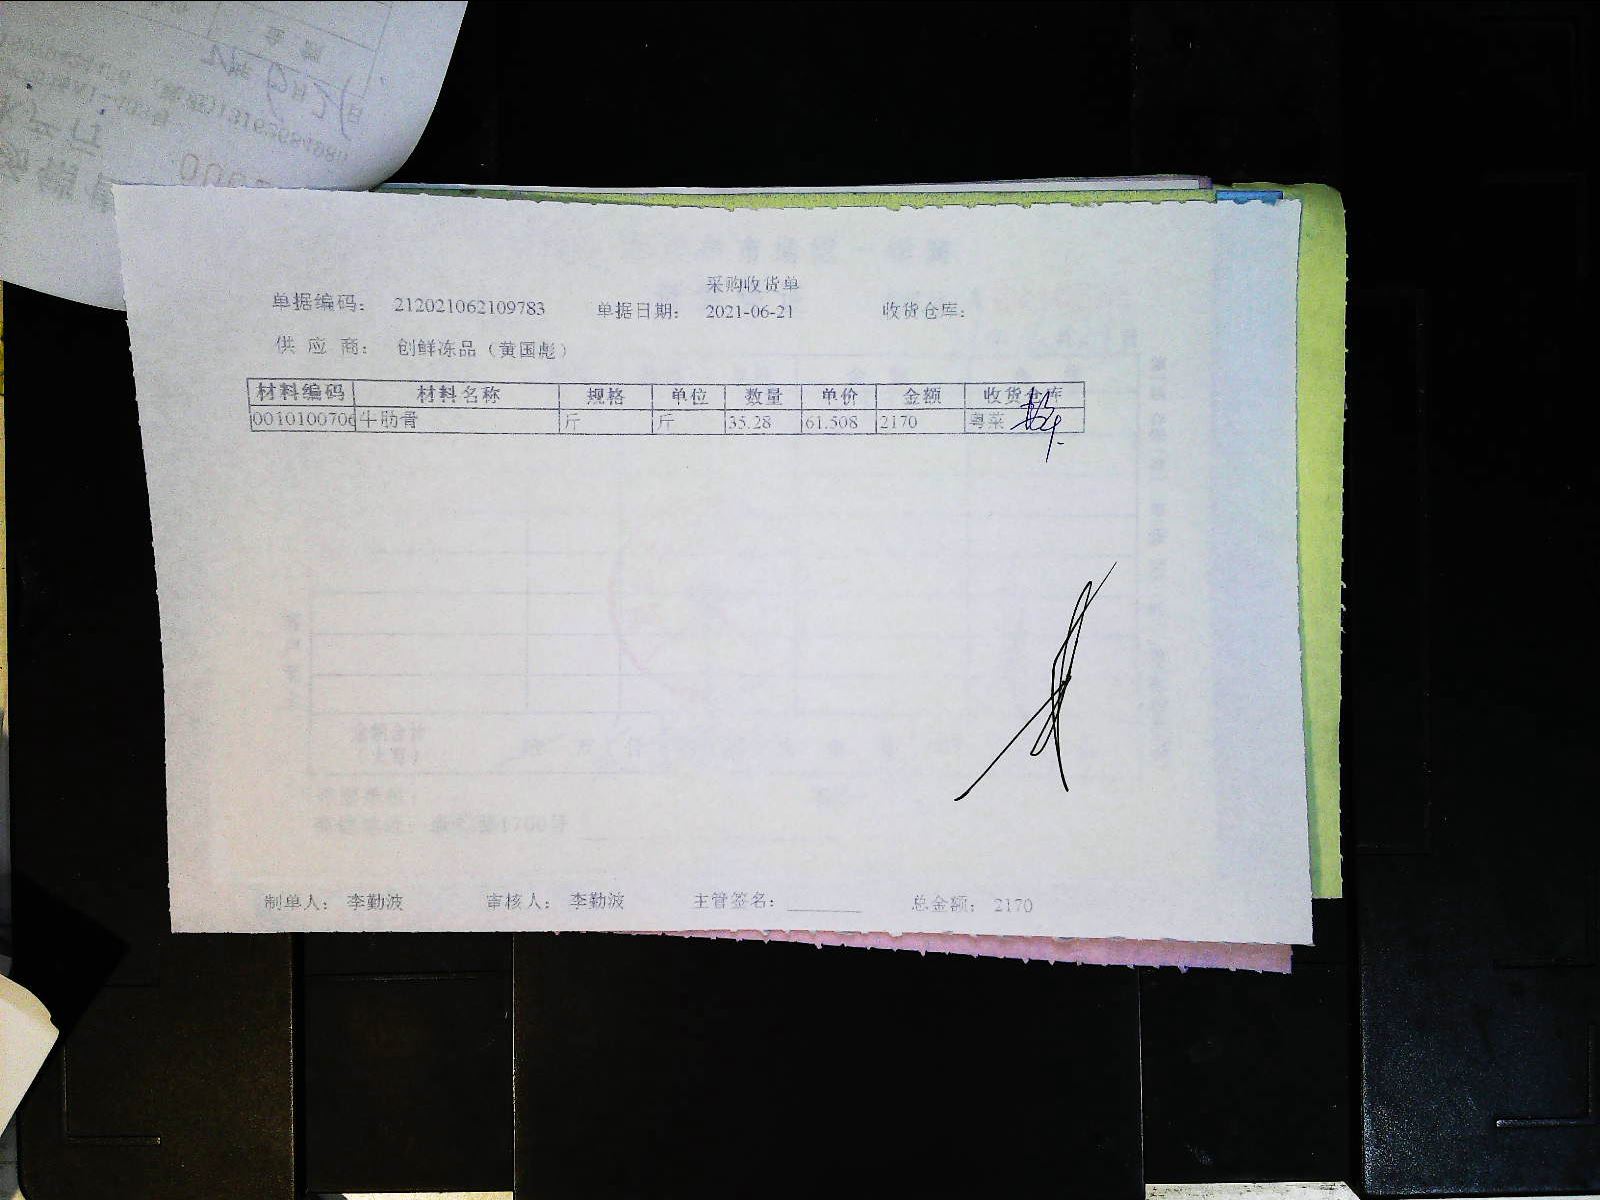 采购收货单
单据编码： 212021062109783 单据日期： 2021-06-21 收货仓库：
供 应 商： 创鲜冻品（黄国彪）
材料编码 材料名称 规格 单位 数量 单价 金额 收货仓库
0010100706 牛肋骨 斤 斤 35.28 61.508 2170 粤菜
制单人： 李勤波 审核人： 李勤波 主管签名： ________ 总金额： 2170